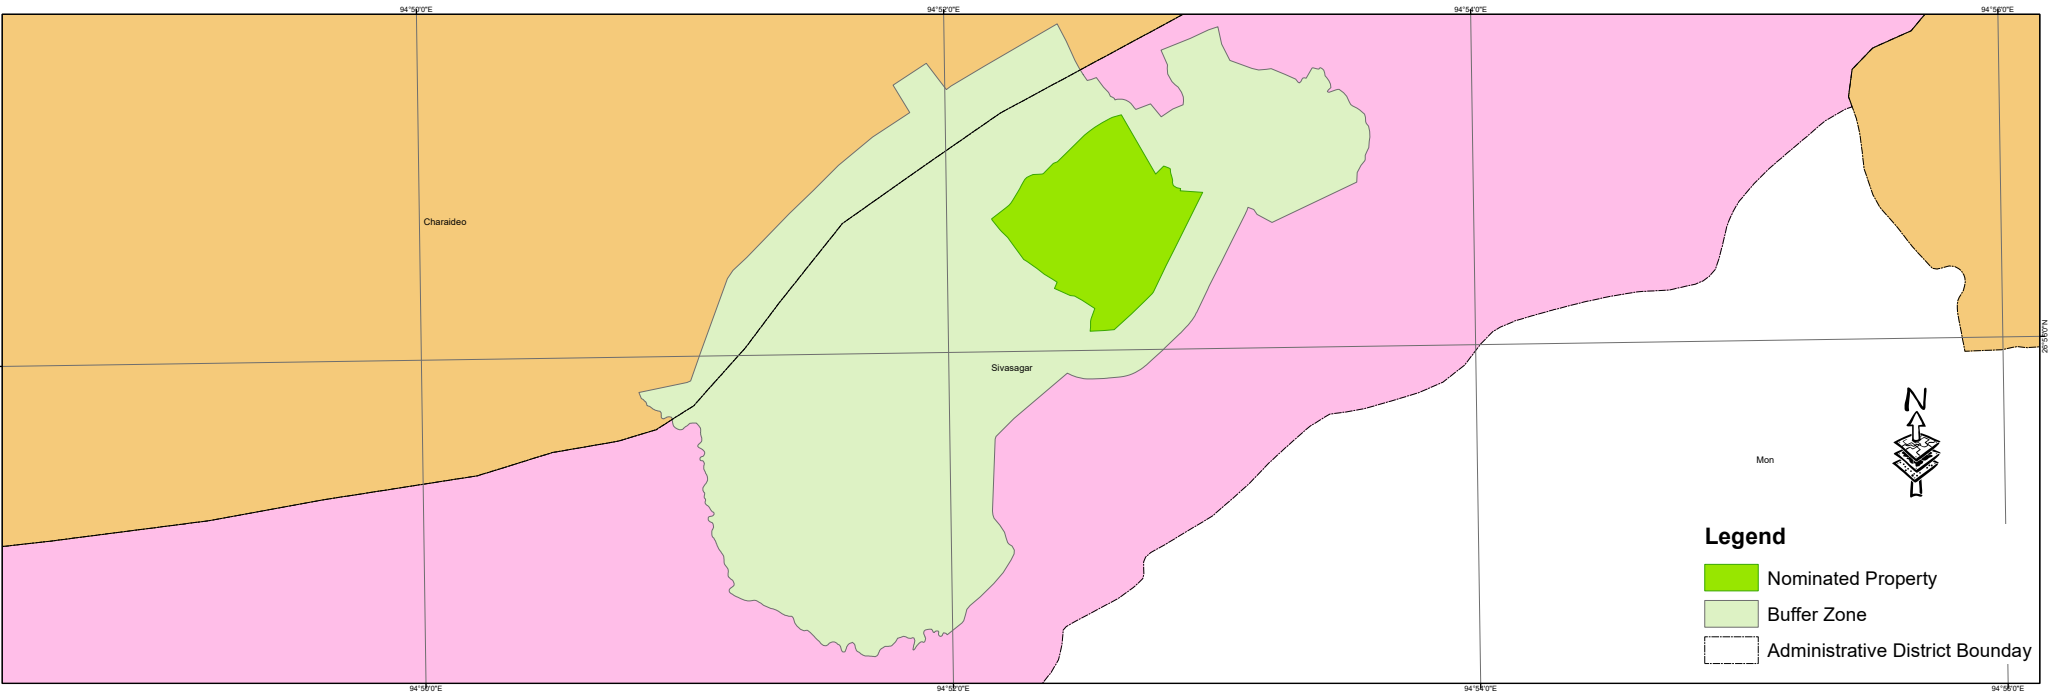 94°50'0"E
94°52'0"E
94°54'0"E
94°56'0"E
Charaideo
26°56'0"N
Sivasagar
N
Mon
Legend
Nominated Property
Buffer Zone
Administrative District Bounday
94°50'0"E
94°52'0"E
94°54'0"E
94°56'0"E